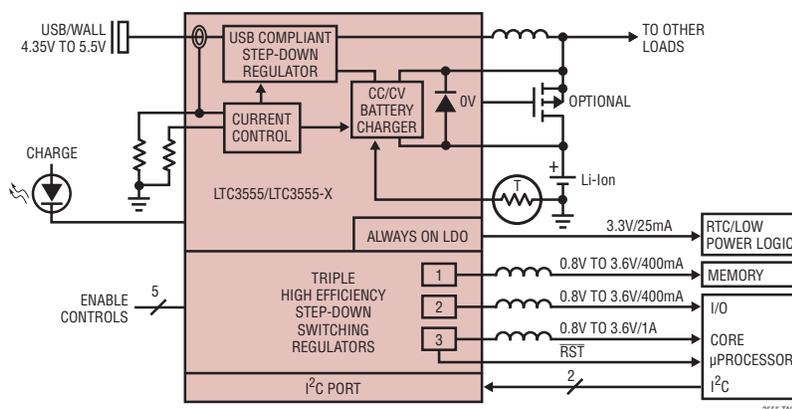 USB/WALL
4.35V TO 5.5V
USB COMPLIANT
STEP-DOWN
REGULATOR
TO OTHER
LOADS
CC/CV
BATTERY
CHARGER
0V
OPTIONAL
CURRENT
CONTROL
CHARGE
LTC3555/LTC3555-X
T
+
Li-Ion
ALWAYS ON LDO
3.3V/25mA
RTC/LOW
POWER LOGIC
TRIPLE
HIGH EFFICIENCY
STEP-DOWN
SWITCHING
REGULATORS
1
0.8V TO 3.6V/400mA
MEMORY
ENABLE
CONTROLS
5
2
0.8V TO 3.6V/400mA
I/O
3
0.8V TO 3.6V/1A
CORE
RST
µPROCESSOR
I²C PORT
2
I²C